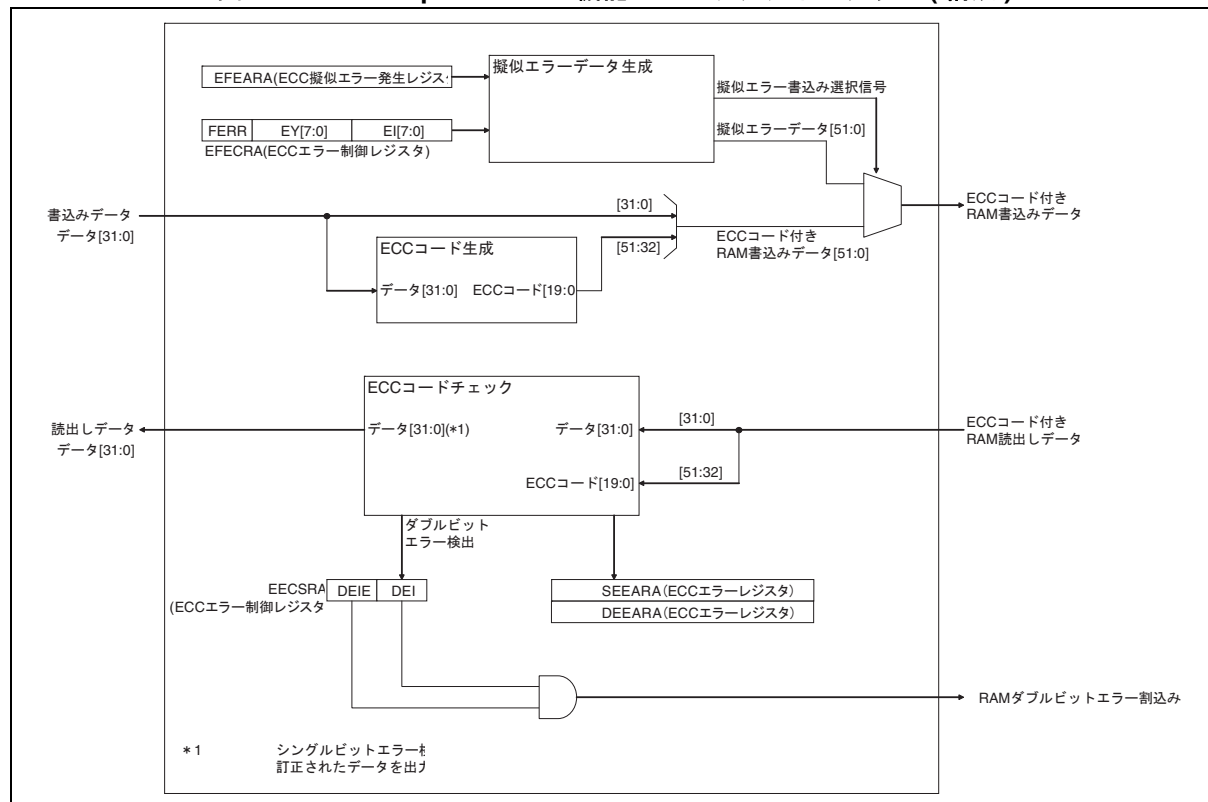 EFEARA(ECC擬似エラー発生レジス
擬似エラーデータ生成
擬似エラー書込み選択信号
FERR EY[7:0] EI[7:0]
EFECRA(ECCエラー制御レジスタ)
擬似エラーデータ[51:0]
書込みデータ
データ[31:0]
[31:0]
[51:32]
ECCコード付き
RAM書込みデータ
ECCコード付き
RAM書込みデータ[51:0]
ECCコード生成
データ[31:0] ECCコード[19:0
ECCコードチェック
読出しデータ
データ[31:0]
データ[31:0](*1)
データ[31:0]
[31:0]
ECCコード付き
RAM読出しデータ
ECCコード[19:0]
[51:32]
ダブルビット
エラー検出
EECSRA
(ECCエラー制御レジスタ
DEIE DEI
SEEARA(ECCエラーレジスタ)
DEEARA(ECCエラーレジスタ)
RAMダブルビットエラー割込み
*1 シングルビットエラー
訂正されたデータを出